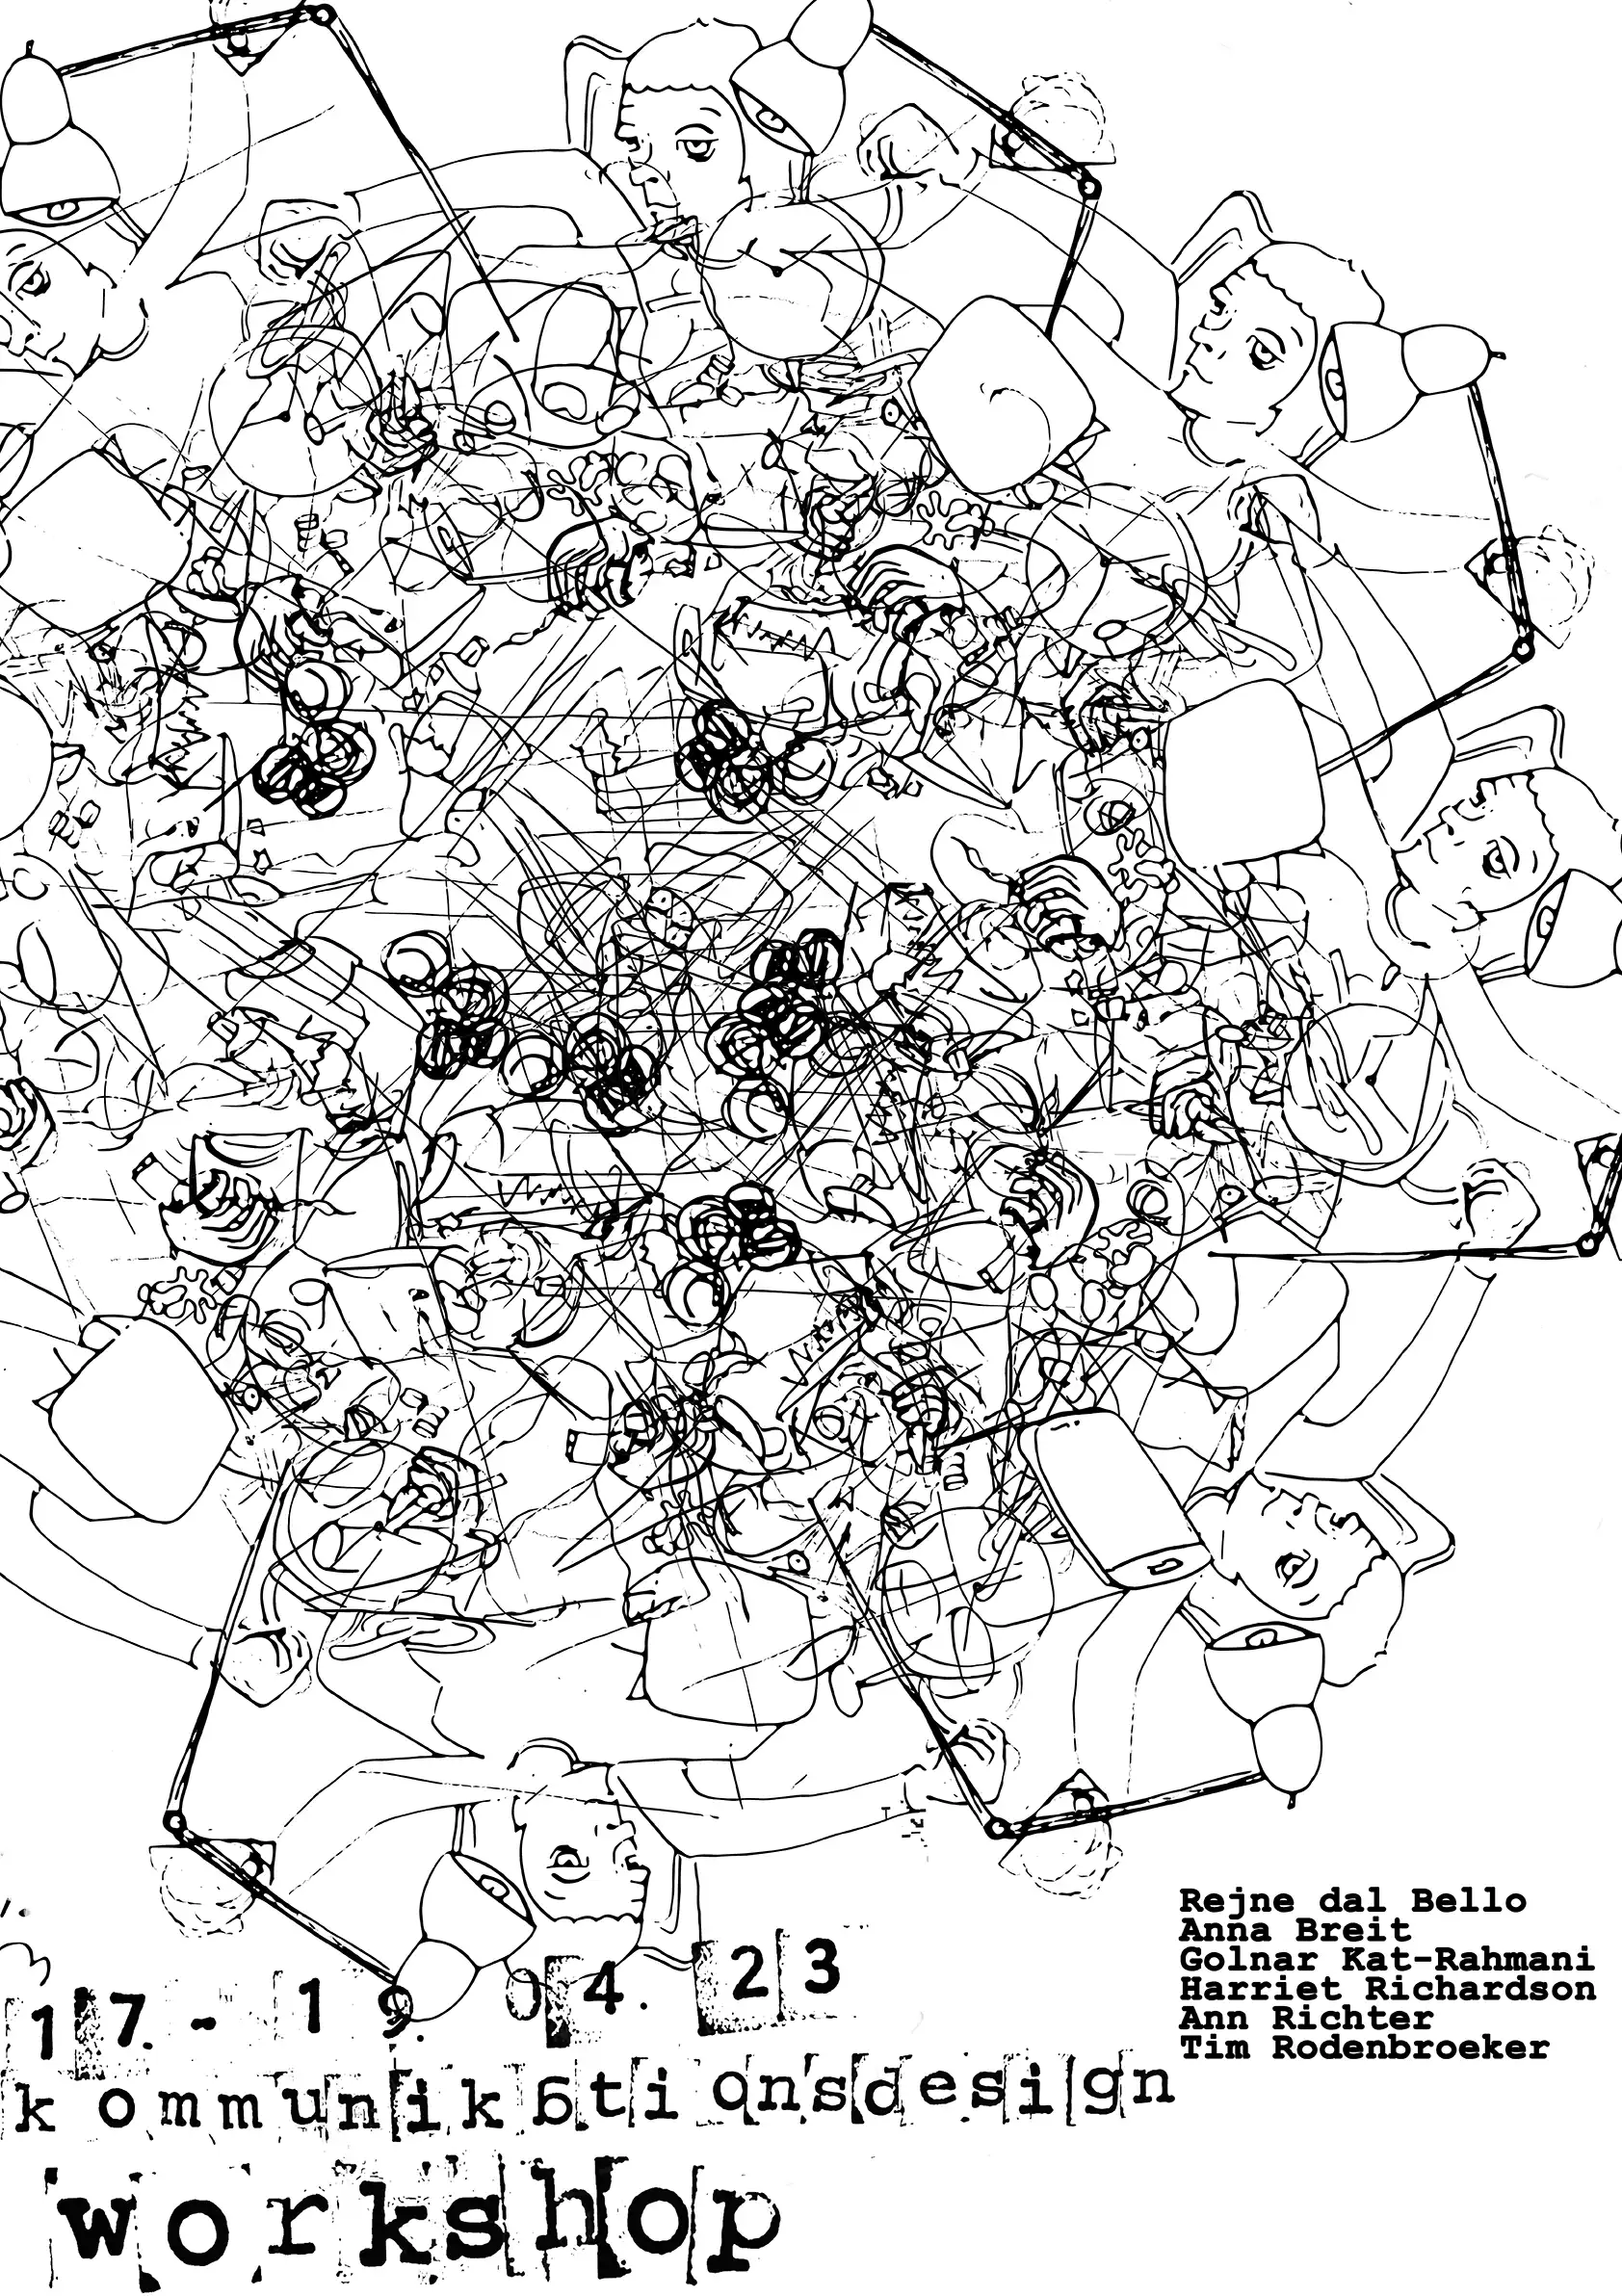 17.-19.04.23
kommunikationsdesign
workshop
Rejne dal Bello
Anna Breit
Golnar Kat-Rahmani
Harriet Richardson
Ann Richter
Tim Rodenbroeker